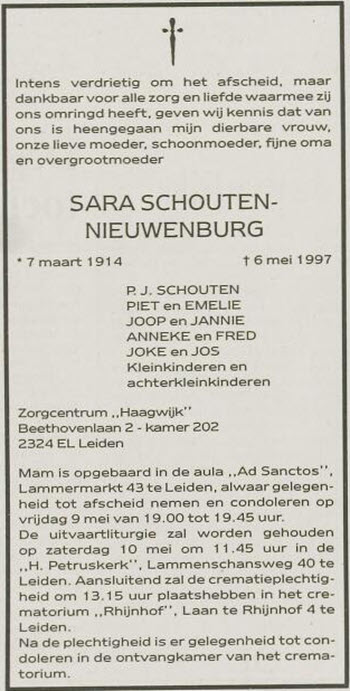 Intens verdrietig om het afscheid, maar
dankbaar voor alle zorg en liefde waarmee zij
ons omringd heeft, geven wij kennis dat van
ons is heengegaan mijn dierbare vrouw,
onze lieve moeder, schoonmoeder, fijne oma
en overgrootmoeder
SARA SCHOUTEN-
NIEUWENBURG
* 7 maart 1914 † 6 mei 1997
P. J. SCHOUTEN
PIET en EMELIE
JOOP en JANNIE
ANNEKE en FRED
JOKE en JOS
Kleinkinderen en
achterkleinkinderen
Zorgcentrum ,,Haagwijk"
Beethovenlaan 2 - kamer 202
2324 EL Leiden
Mam is opgebaard in de aula ,,Ad Sanctos",
Lammermarkt 43 te Leiden, alwaar gelegen-
heid tot afscheid nemen en condoleren op
vrijdag 9 mei van 19.00 tot 19.45 uur.
De uitvaartliturgie zal worden gehouden
op zaterdag 10 mei om 11.45 uur in de
,,H. Petruskerk", Lammenschansweg 40 te
Leiden. Aansluitend zal de crematieplechtig-
heid om 13.15 uur plaatshebben in het cre-
matorium ,,Rhijnhof", Laan te Rhijnhof 4 te
Leiden.
Na de plechtigheid is er gelegenheid tot con-
doleren in de ontvangkamer van het crema-
torium.